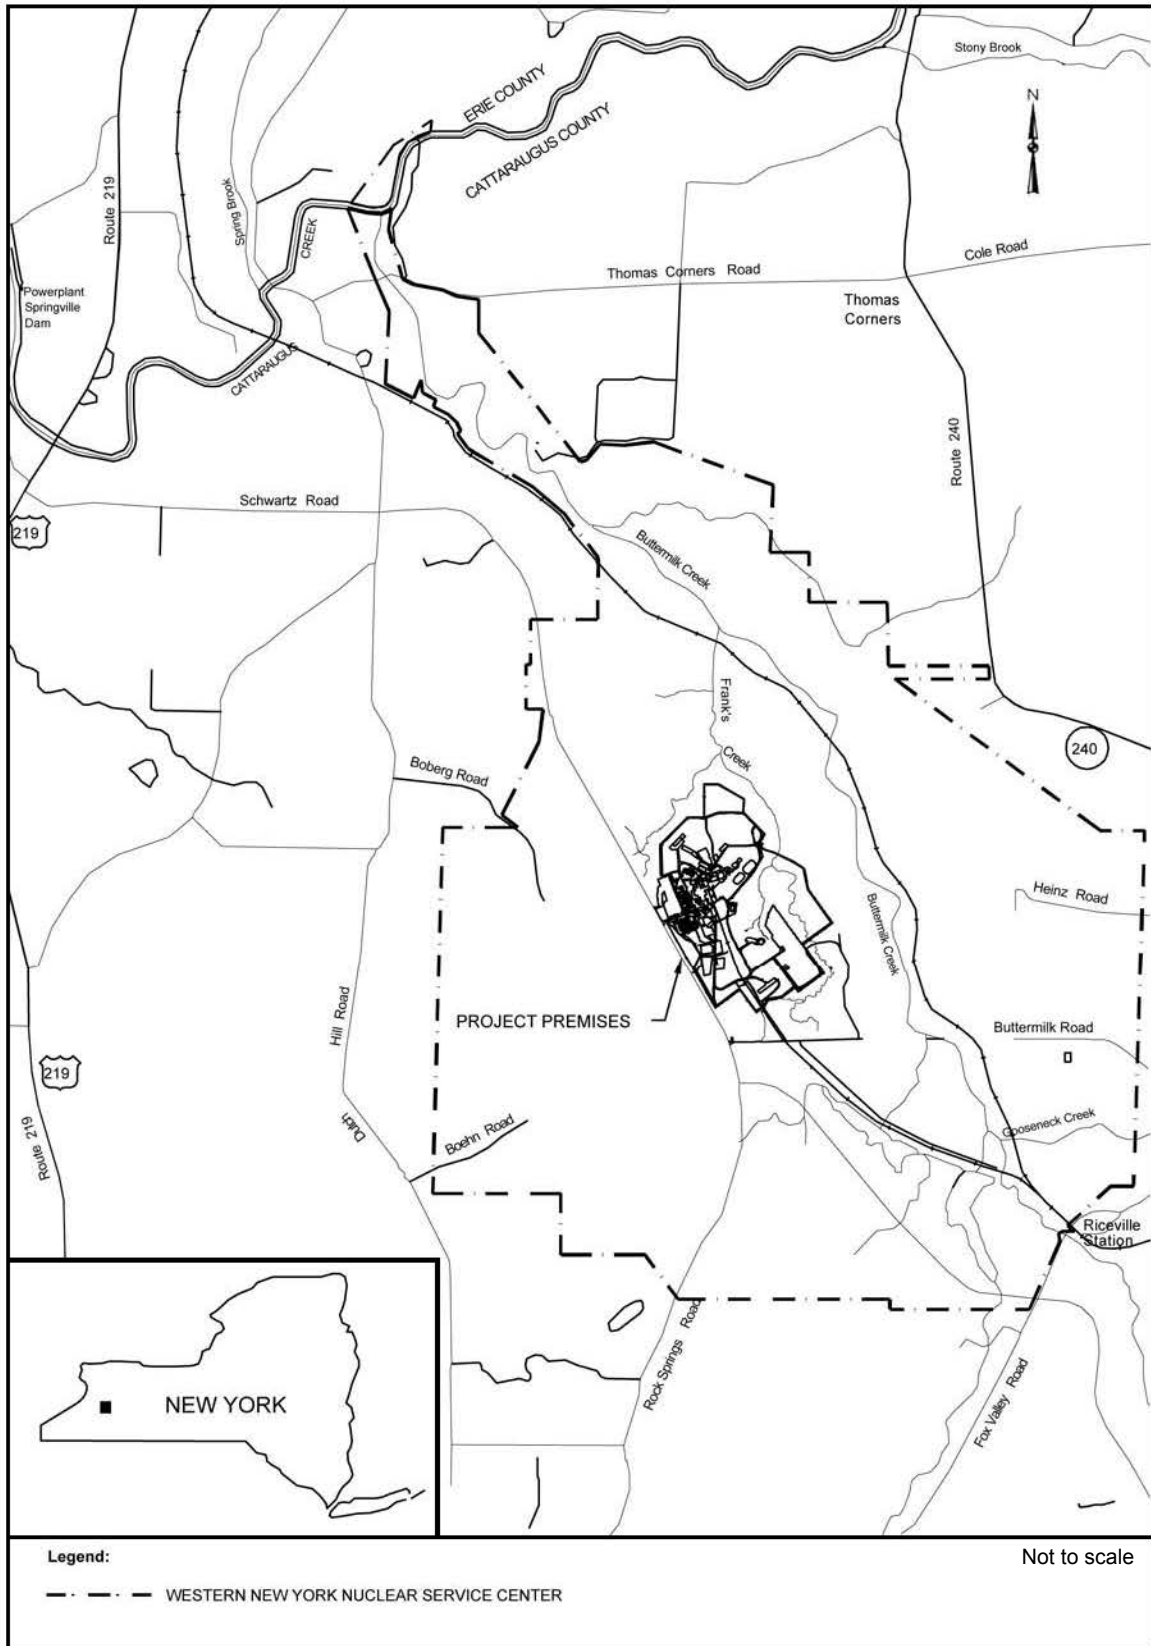 Stony Brook
ERIE COUNTY
N
CATTARAUGUS COUNTY
Route 219
Spring Brook
CREEK
Cole Road
Thomas Corners Road
Powerplant
Springville
Dam
Thomas
Corners
CATTARAUGUS
Route 240
Schwartz Road
219
Buttermilk Creek
Frank's
Creek
240
Boberg Road
Heinz Road
Buttermilk Creek
Hill Road
PROJECT PREMISES
Buttermilk Road
219
Route 219
Dutch
Boehn Road
Gooseneck Creek
Riceville
Station
Rock Springs Road
Fox Valley Road
NEW YORK
Legend:
Not to scale
WESTERN NEW YORK NUCLEAR SERVICE CENTER